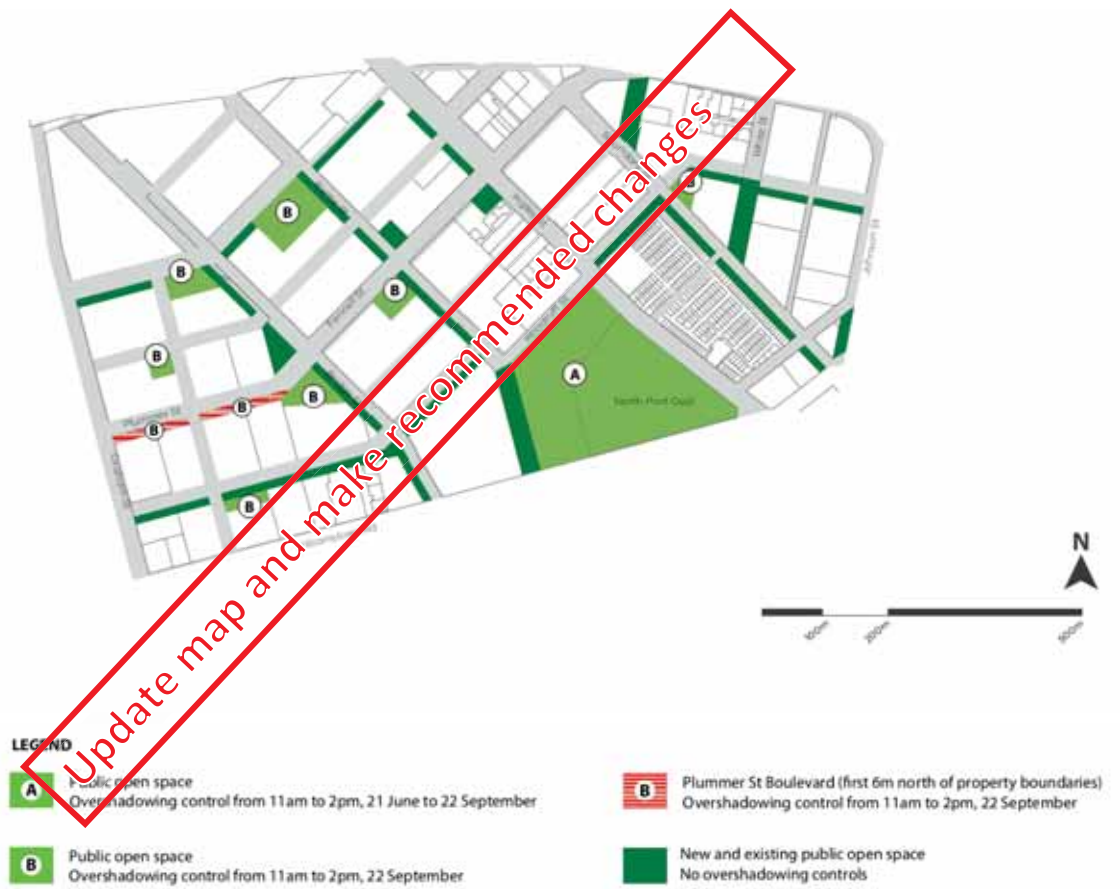 Update map and make recommended changes
B
B
B
B
A
B
B
North Port Oval
Plummer St
B
B
B
N
100m
200m
500m
LEGEND
A
Public open space
Overshadowing control from 11am to 2pm, 21 June to 22 September
B
Public open space
Overshadowing control from 11am to 2pm, 22 September
B
Plummer St Boulevard (first 6m north of property boundaries)
Overshadowing control from 11am to 2pm, 22 September
New and existing public open space
No overshadowing controls